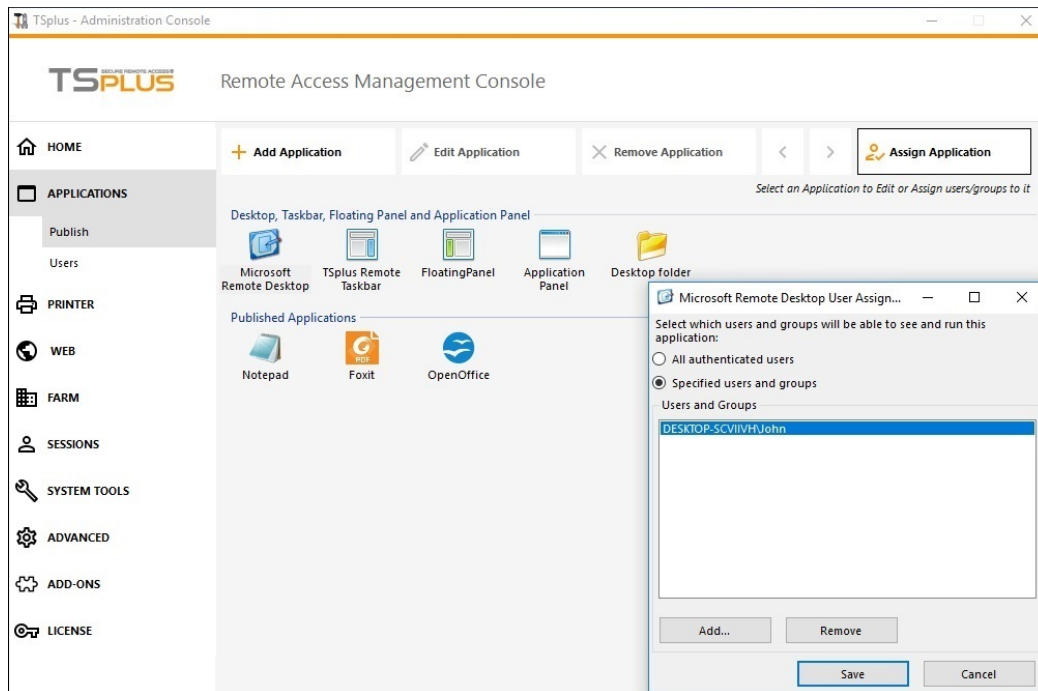 TSplus - Administration Console
TSPLUS
SECURE REMOTE ACCESS®
Remote Access Management Console
HOME
APPLICATIONS
Publish
Users
PRINTER
WEB
FARM
SESSIONS
SYSTEM TOOLS
ADVANCED
ADD-ONS
LICENSE
Add Application
Edit Application
Remove Application
<
>
Assign Application
Select an Application to Edit or Assign users/groups to it
Desktop, Taskbar, Floating Panel and Application Panel
Microsoft
Remote Desktop
TSplus Remote
Taskbar
FloatingPanel
Application
Panel
Desktop folder
Published Applications
Notepad
PDF
Foxit
OpenOffice
Microsoft Remote Desktop User Assign...
Select which users and groups will be able to see and run this
application:
All authenticated users
Specified users and groups
Users and Groups
DESKTOP-SCVIIVH\John
Add...
Remove
Save
Cancel